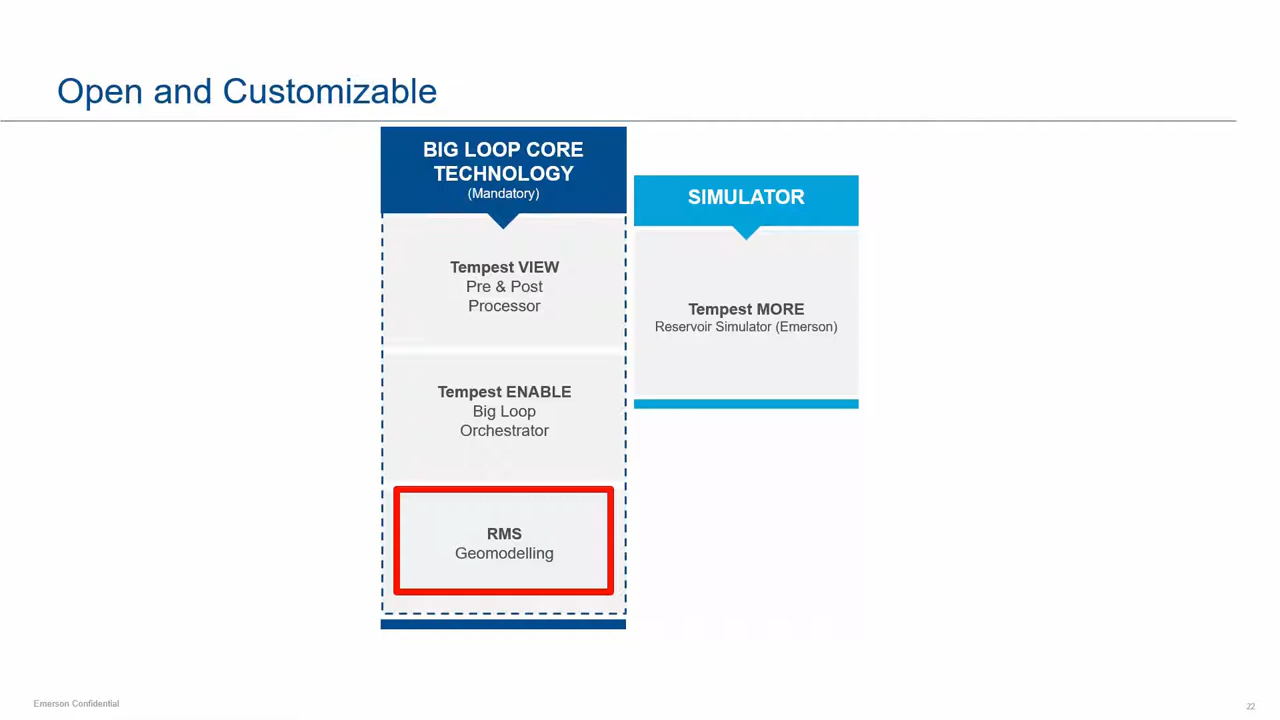 Open and Customizable
BIG LOOP CORE
TECHNOLOGY
(Mandatory)
Tempest VIEW
Pre & Post
Processor
Tempest ENABLE
Big Loop
Orchestrator
RMS
Geomodelling
SIMULATOR
Tempest MORE
Reservoir Simulator (Emerson)
Emerson Confidential
22